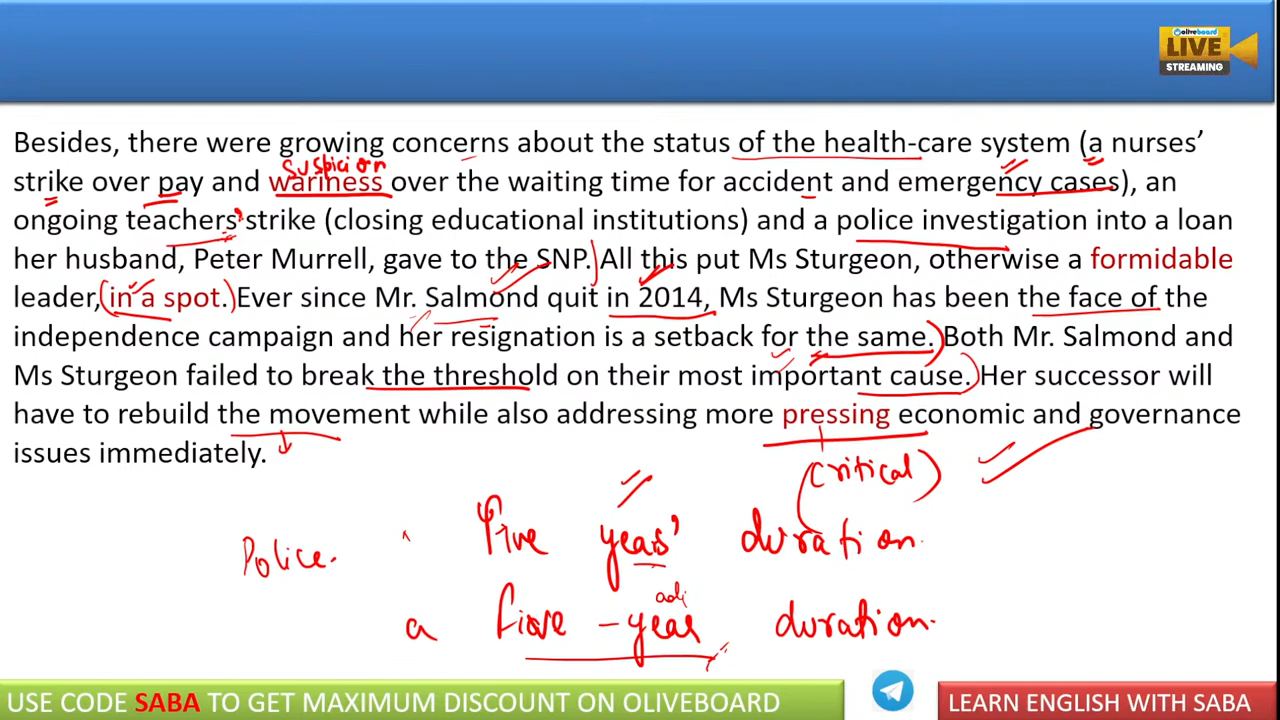 oliveboard
LIVE
STREAMING
Besides, there were growing concerns about the status of the health-care system (a nurses’
suspicion
strike over pay and wariness over the waiting time for accident and emergency cases), an
ongoing teachers’ strike (closing educational institutions) and a police investigation into a loan
her husband, Peter Murrell, gave to the SNP. All this put Ms Sturgeon, otherwise a formidable
leader, in a spot. Ever since Mr. Salmond quit in 2014, Ms Sturgeon has been the face of the
independence campaign and her resignation is a setback for the same. Both Mr. Salmond and
Ms Sturgeon failed to break the threshold on their most important cause. Her successor will
have to rebuild the movement while also addressing more pressing economic and governance
issues immediately.
(critical)
Police. Five years’ duration.
adj
a five-year duration.
USE CODE SABA TO GET MAXIMUM DISCOUNT ON OLIVEBOARD
LEARN ENGLISH WITH SABA